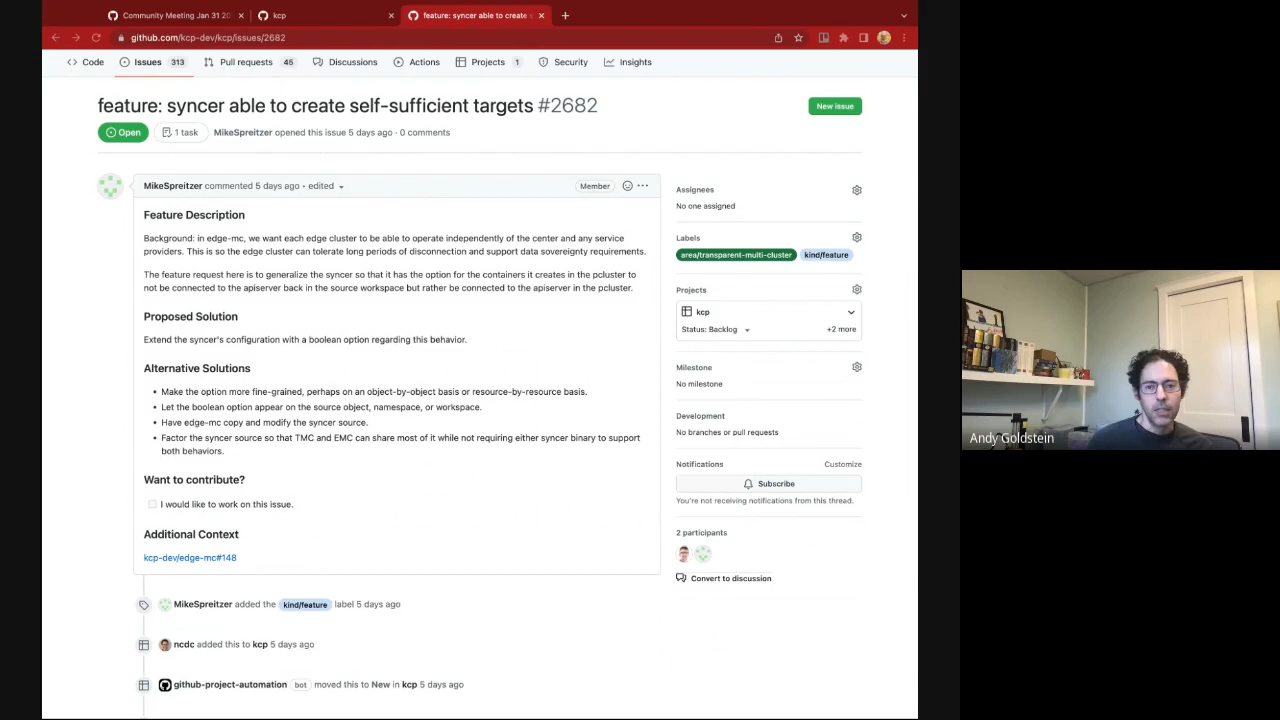 Community Meeting Jan 31 20
kcp
feature: syncer able to create
github.com/kcp-dev/kcp/issues/2682
Code
Issues 313
Pull requests 45
Discussions
Actions
Projects 1
Security
Insights
feature: syncer able to create self-sufficient targets #2682
New issue
Open
1 task
MikeSpreitzer opened this issue 5 days ago · 0 comments
MikeSpreitzer commented 5 days ago • edited
Member
Feature Description
Background: in edge-mc, we want each edge cluster to be able to operate independently of the center and any service
providers. This is so the edge cluster can tolerate long periods of disconnection and support data sovereignty requirements.
The feature request here is to generalize the syncer so that it has the option for the containers it creates in the pcluster to
not be connected to the apiserver back in the source workspace but rather be connected to the apiserver in the pcluster.
Proposed Solution
Extend the syncer's configuration with a boolean option regarding this behavior.
Alternative Solutions
• Make the option more fine-grained, perhaps on an object-by-object basis or resource-by-resource basis.
• Let the boolean option appear on the source object, namespace, or workspace.
• Have edge-mc copy and modify the syncer source.
• Factor the syncer source so that TMC and EMC can share most of it while not requiring either syncer binary to support
both behaviors.
Want to contribute?
I would like to work on this issue.
Additional Context
kcp-dev/edge-mc#148
MikeSpreitzer added the kind/feature label 5 days ago
ncdc added this to kcp 5 days ago
github-project-automation bot moved this to New in kcp 5 days ago
Assignees
No one assigned
Labels
area/transparent-multi-cluster kind/feature
Projects
kcp
Status: Backlog +2 more
Milestone
No milestone
Development
No branches or pull requests
Notifications Customize
Subscribe
You're not receiving notifications from this thread.
2 participants
Convert to discussion
Andy Goldstein